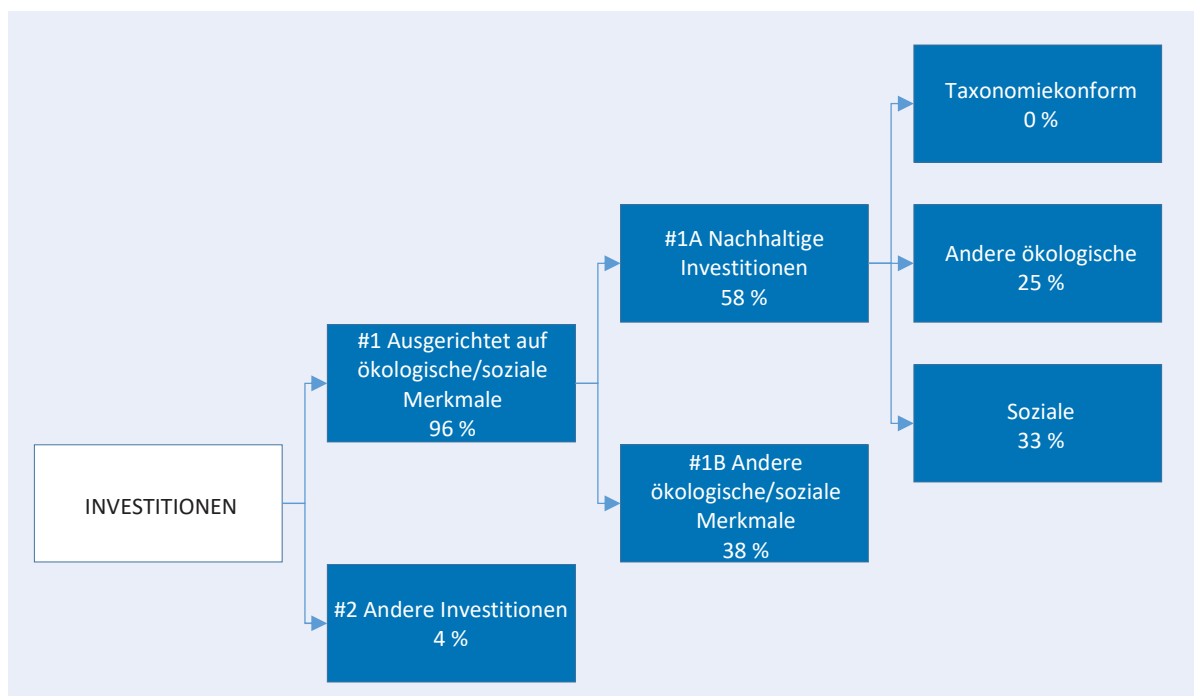 INVESTITIONEN
#1 Ausgerichtet auf
ökologische/soziale
Merkmale
96 %
#2 Andere Investitionen
4 %
#1A Nachhaltige
Investitionen
58 %
#1B Andere
ökologische/soziale
Merkmale
38 %
Taxonomiekonform
0 %
Andere ökologische
25 %
Soziale
33 %